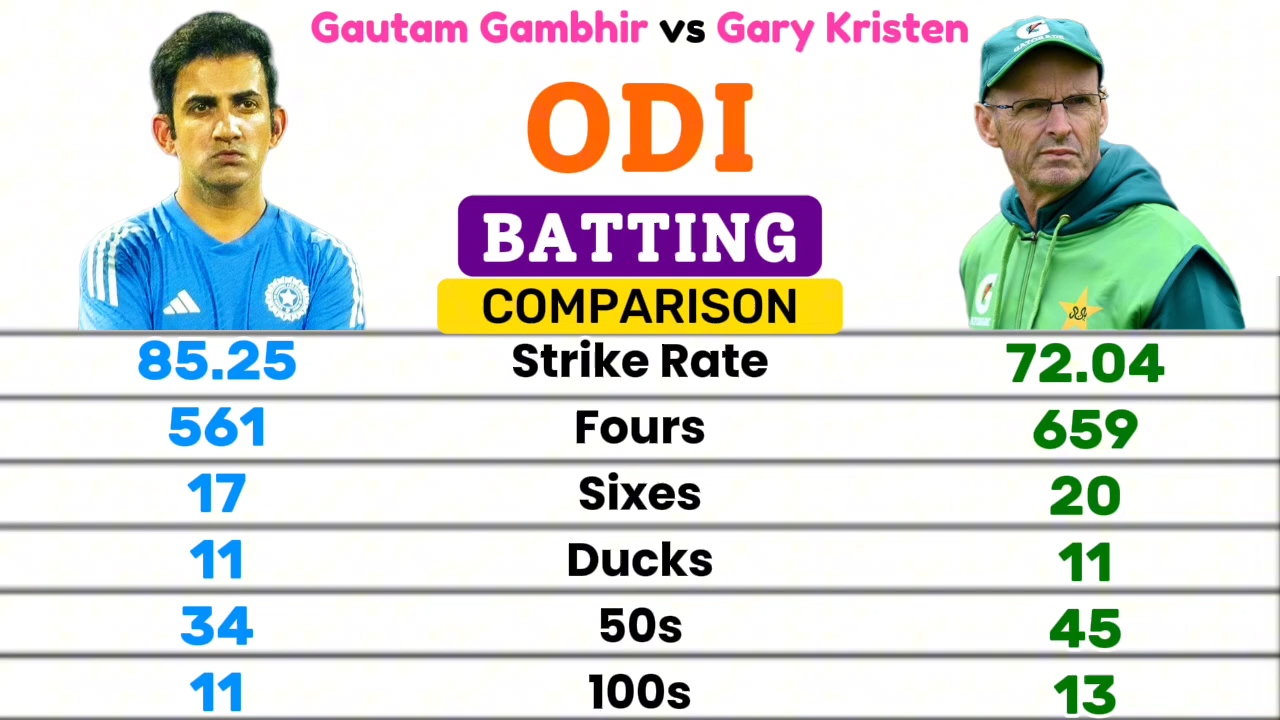 Gautam Gambhir vs Gary Kristen
ODI
BATTING
COMPARISON
85.25 Strike Rate 72.04
561 Fours 659
17 Sixes 20
11 Ducks 11
34 50s 45
11 100s 13